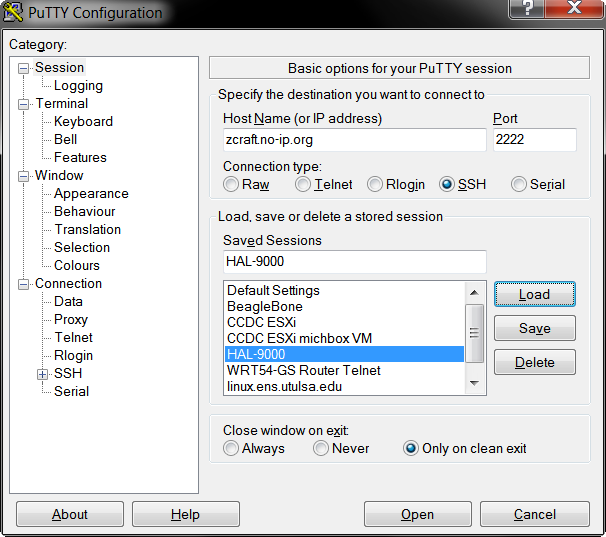 PuTTY Configuration
?
Category:
Session
Logging
Terminal
Keyboard
Bell
Features
Window
Appearance
Behaviour
Translation
Selection
Colours
Connection
Data
Proxy
Telnet
Rlogin
SSH
Serial
Basic options for your PuTTY session
Specify the destination you want to connect to
Host Name (or IP address) Port
zcraft.no-ip.org 2222
Connection type:
Raw Telnet Rlogin SSH Serial
Load, save or delete a stored session
Saved Sessions
HAL-9000
Default Settings
BeagleBone
CCDC ESXi
CCDC ESXi michbox VM
HAL-9000
WRT54-GS Router Telnet
linux.ens.utulsa.edu
Load
Save
Delete
Close window on exit:
Always Never Only on clean exit
About Help Open Cancel